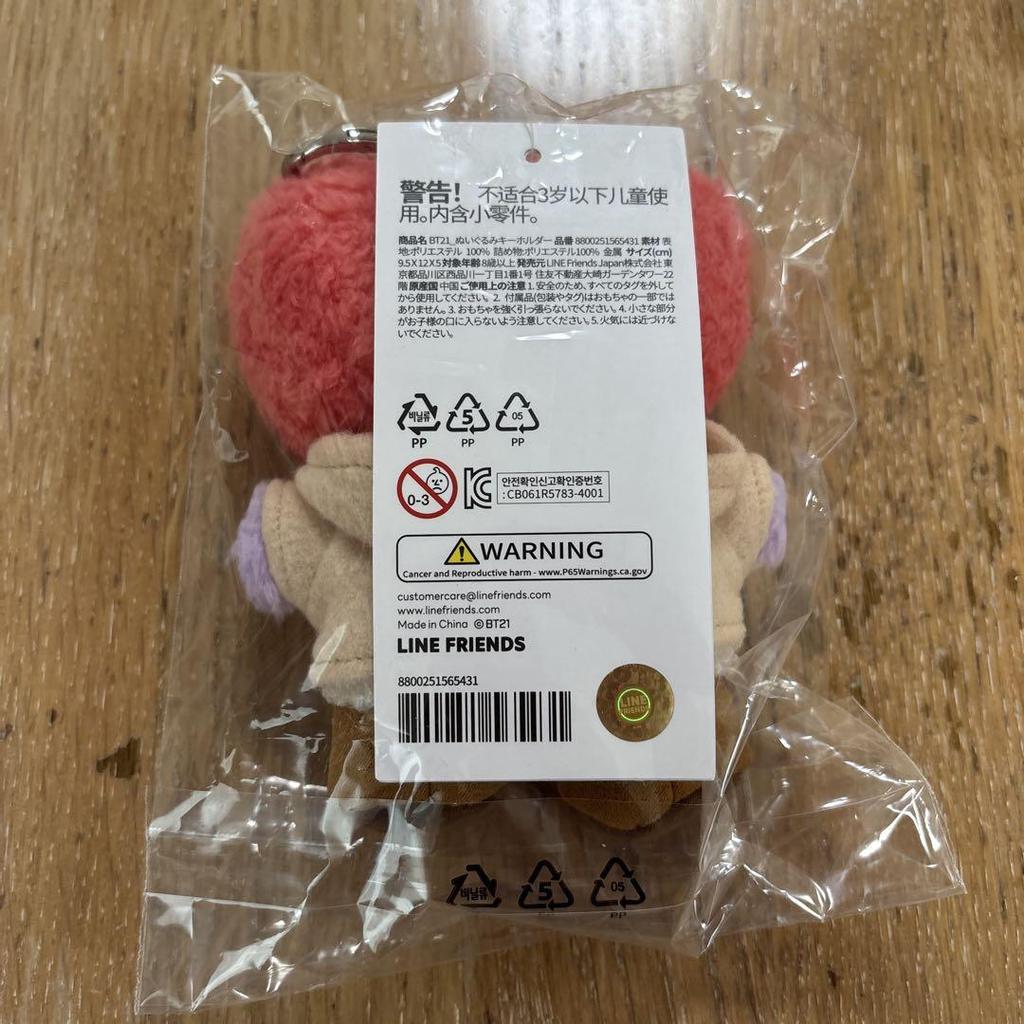 警告！ 不适合3岁以下儿童使
用。内含小零件。
商品名 BT21_ぬいぐるみキーホルダー 品番 8800251565431 素材 表
地:ポリエステル 100% 詰め物:ポリエステル100% 金属 サイズ(cm)
9.5X12X5 対象年齢 8歳以上 発売元 LINE Friends Japan株式会社 東
京都品川区西品川一丁目1番1号 住友不動産大崎ガーデンタワー22
階 原産国 中国 ご使用上の注意 1. 安全のため、すべてのタグを外して
から使用してください。2. 付属品(包装やタグ)はおもちゃの一部では
ありません。3. おもちゃを強く引っ張らないでください。4. 小さな部分
がお子様の口に入らないよう注意してください。5. 火気には近づけな
いでください。
비닐류 5 05
PP PP PP
0-3
안전확인신고확인증번호
: CB061R5783-4001
WARNING
Cancer and Reproductive harm - www.P65Warnings.ca.gov
customercare@linefriends.com
www.linefriends.com
Made in China ©BT21
LINE FRIENDS
8800251565431
LINE
FRIENDS
비닐류 5 05
PP